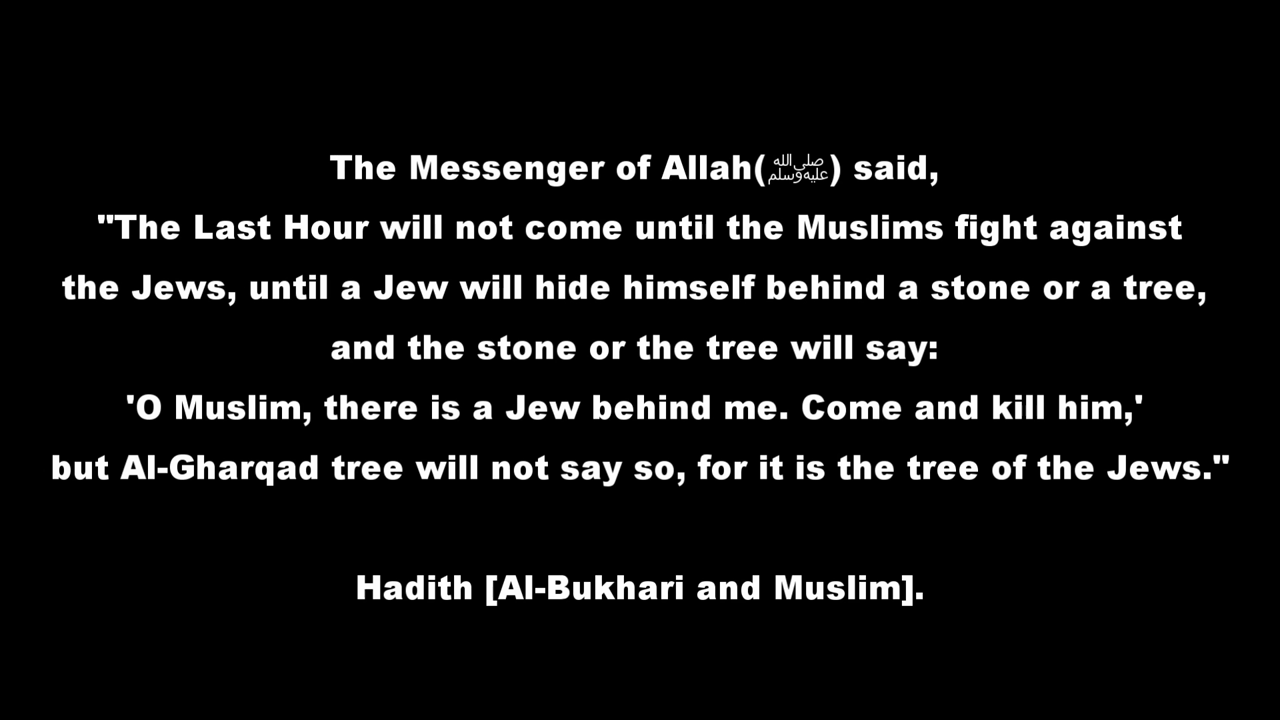 The Messenger of Allah(ﷺ) said,
"The Last Hour will not come until the Muslims fight against
the Jews, until a Jew will hide himself behind a stone or a tree,
and the stone or the tree will say:
'O Muslim, there is a Jew behind me. Come and kill him,'
but Al-Gharqad tree will not say so, for it is the tree of the Jews."
Hadith [Al-Bukhari and Muslim].